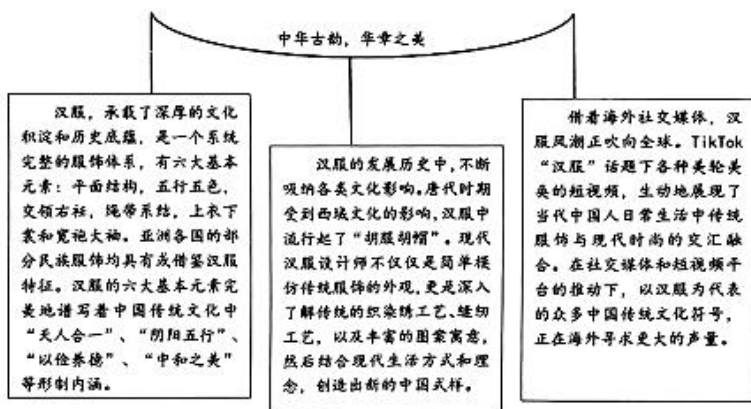 中华古韵，华章之美
汉服，承载了深厚的文化
积淀和历史底蕴，是一个系统
完整的服饰体系，有六大基本
元素：平面结构，五行五色，
交领右衽，绳带系结，上衣下
裳和宽袍大袖。亚洲各国的部
分民族服饰均具有或借鉴汉服
特征。汉服的六大基本元素完
美地谱写着中国传统文化中
“天人合一”、“阴阳五行”、
“以俭养德”、“中和之美”
等形制内涵。
汉服的发展历史中，不断
吸纳各类文化影响。唐代时期
受到西域文化的影响，汉服中
流行起了“胡服胡帽”。现代
汉服设计师不仅仅是简单模
仿传统服饰的外观，更是深入
了解传统的织染绣工艺、缝纫
工艺，以及丰富的图案寓意，
然后结合现代生活方式和理
念，创造出新的中国式样。
借着海外社交媒体，汉
服风潮正吹向全球。TikTok
“汉服”话题下各种美轮美
奂的短视频，生动地展现了
当代中国人日常生活中传统
服饰与现代时尚的交汇融
合。在社交媒体和短视频平
台的推动下，以汉服为代表
的众多中国传统文化符号，
正在海外寻求更大的声量。